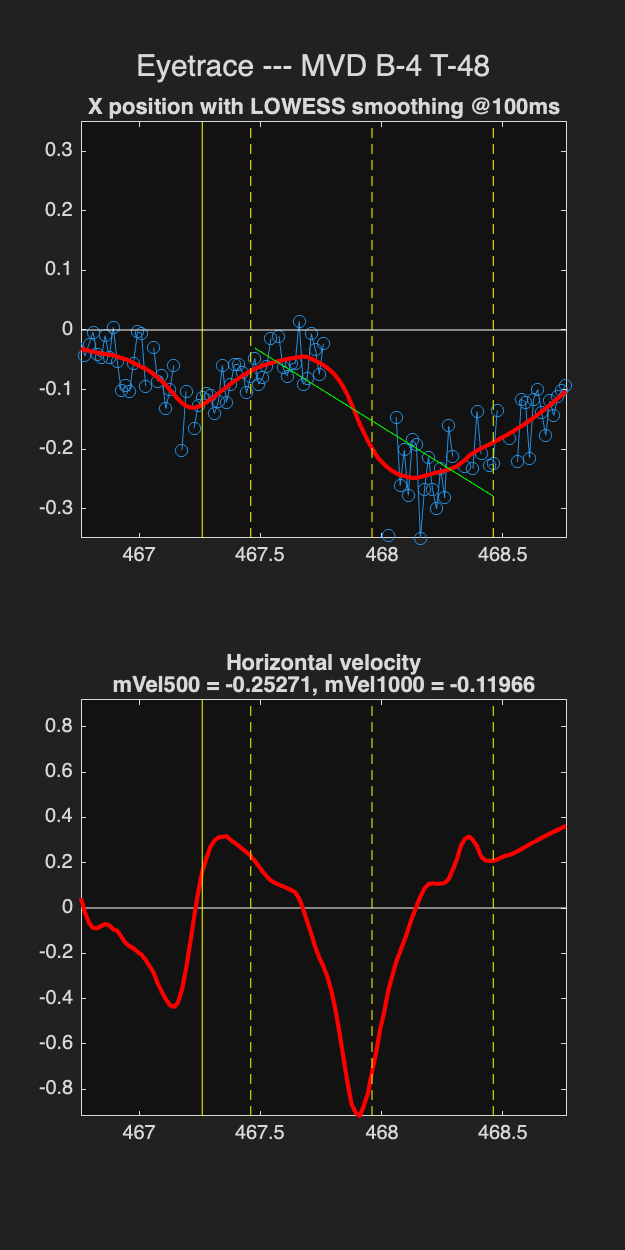 Eyetrace --- MVD B-4 T-48
X position with LOWESS smoothing @100ms
0.3
0.2
0.1
0
-0.1
-0.2
-0.3
467 467.5 468 468.5
Horizontal velocity
mVel500 = -0.25271, mVel1000 = -0.11966
0.8
0.6
0.4
0.2
0
-0.2
-0.4
-0.6
-0.8
467 467.5 468 468.5